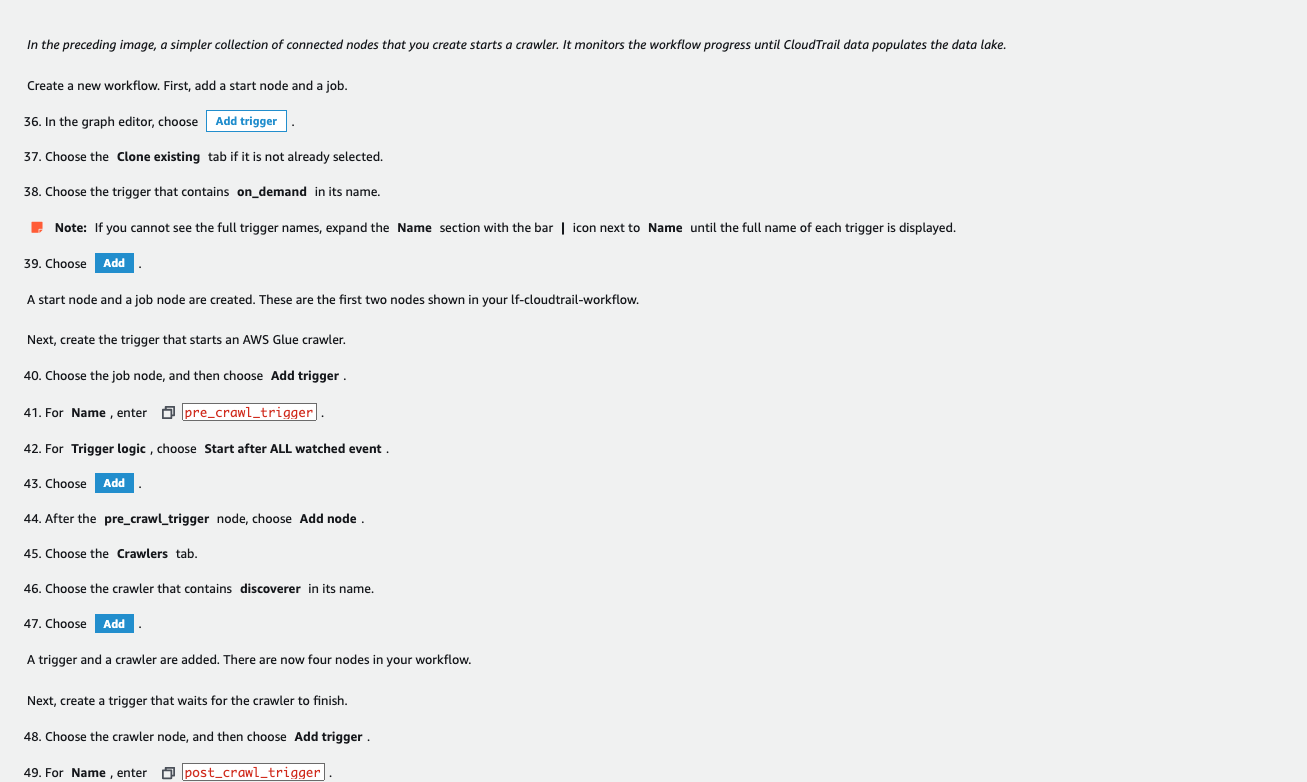 In the preceding image, a simpler collection of connected nodes that you create starts a crawler. It monitors the workflow progress until CloudTrail data populates the data lake.
Create a new workflow. First, add a start node and a job.
36. In the graph editor, choose Add trigger .
37. Choose the Clone existing tab if it is not already selected.
38. Choose the trigger that contains on_demand in its name.
Note: If you cannot see the full trigger names, expand the Name section with the bar | icon next to Name until the full name of each trigger is displayed.
39. Choose Add .
A start node and a job node are created. These are the first two nodes shown in your lf-cloudtrail-workflow.
Next, create the trigger that starts an AWS Glue crawler.
40. Choose the job node, and then choose Add trigger .
41. For Name , enter pre_crawl_trigger .
42. For Trigger logic , choose Start after ALL watched event .
43. Choose Add .
44. After the pre_crawl_trigger node, choose Add node .
45. Choose the Crawlers tab.
46. Choose the crawler that contains discoverer in its name.
47. Choose Add .
A trigger and a crawler are added. There are now four nodes in your workflow.
Next, create a trigger that waits for the crawler to finish.
48. Choose the crawler node, and then choose Add trigger .
49. For Name , enter post_crawl_trigger .